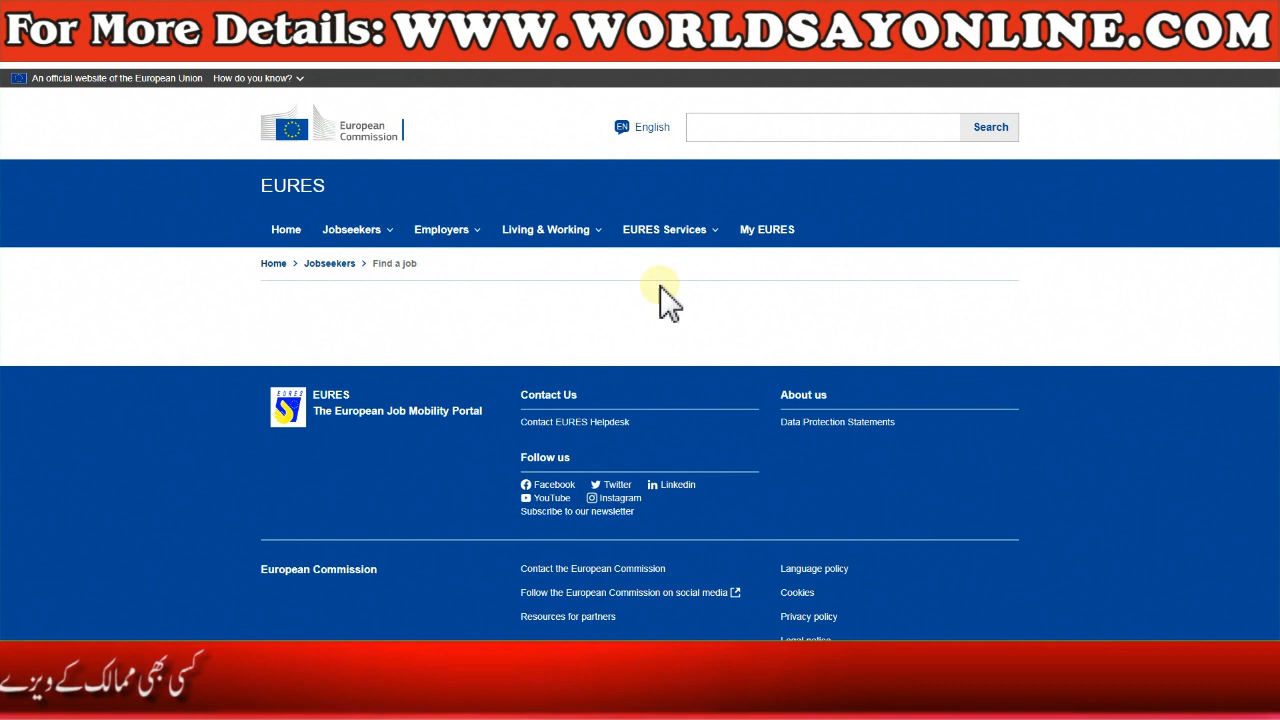 For More Details: WWW.WORLDSAYONLINE.COM
An official website of the European Union How do you know?
European
Commission
EN English
Search
EURES
Home Jobseekers Employers Living & Working EURES Services My EURES
Home > Jobseekers > Find a job
EURES
EURES
The European Job Mobility Portal
Contact Us
Contact EURES Helpdesk
Follow us
Facebook Twitter Linkedin
YouTube Instagram
Subscribe to our newsletter
About us
Data Protection Statements
European Commission
Contact the European Commission
Follow the European Commission on social media
Resources for partners
Language policy
Cookies
Privacy policy
Legal notice
کسی بھی ممالک کے ویزے